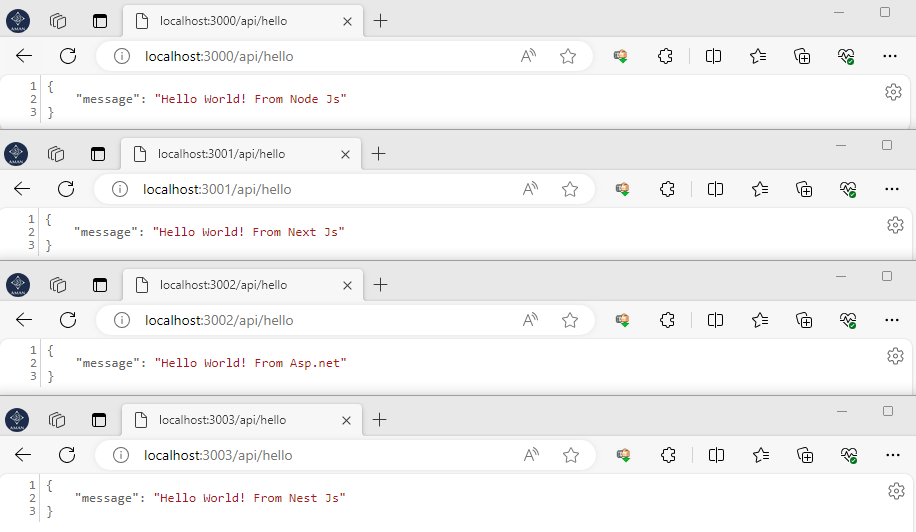 localhost:3000/api/hello
localhost:3000/api/hello
1 {
2 "message": "Hello World! From Node Js"
3 }
localhost:3001/api/hello
localhost:3001/api/hello
1 {
2 "message": "Hello World! From Next Js"
3 }
localhost:3002/api/hello
localhost:3002/api/hello
1 {
2 "message": "Hello World! From Asp.net"
3 }
localhost:3003/api/hello
localhost:3003/api/hello
1 {
2 "message": "Hello World! From Nest Js"
3 }